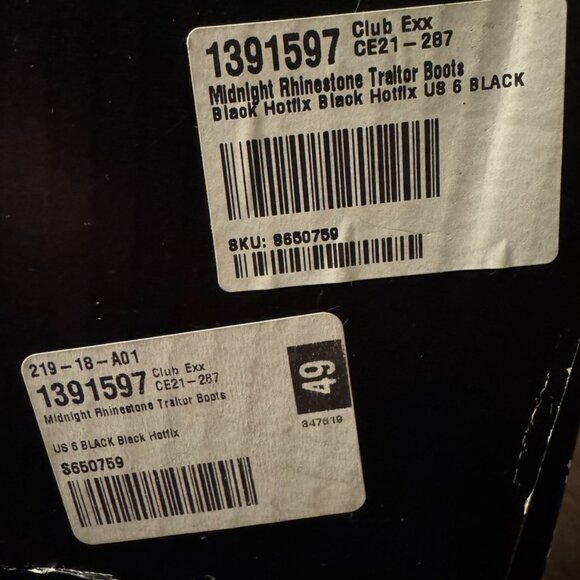 1391597 Club Exx
CE21-287
Midnight Rhinestone Traitor Boots
Black Hotfix Black Hotfix US 6 BLACK
SKU: S650759
219-18-A01
1391597 Club Exx
CE21-287
Midnight Rhinestone Traitor Boots
US 6 BLACK Black Hotfix
S650759
49